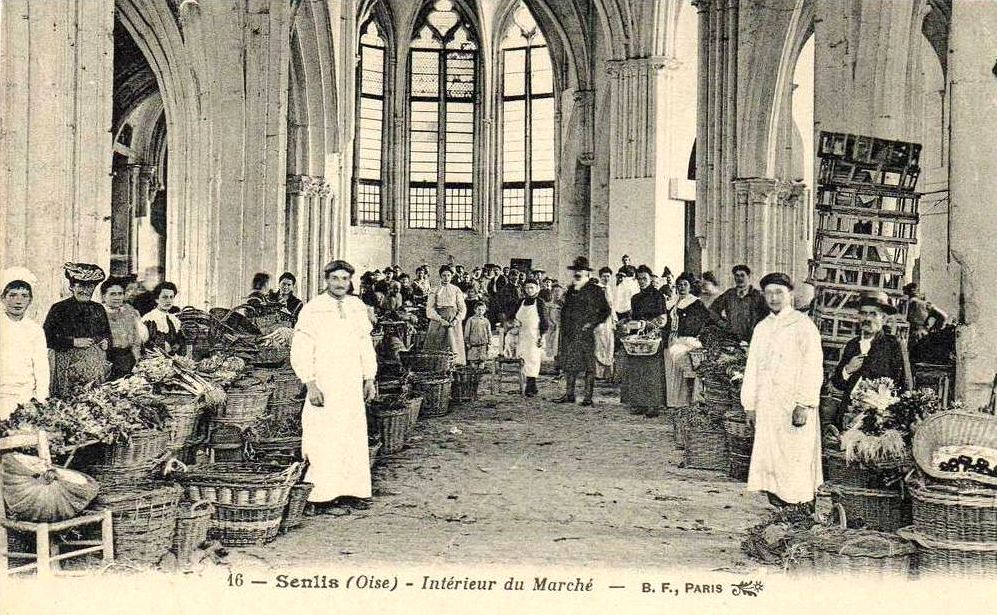 16 — Senlis (Oise) - Intérieur du Marché — B. F., PARIS